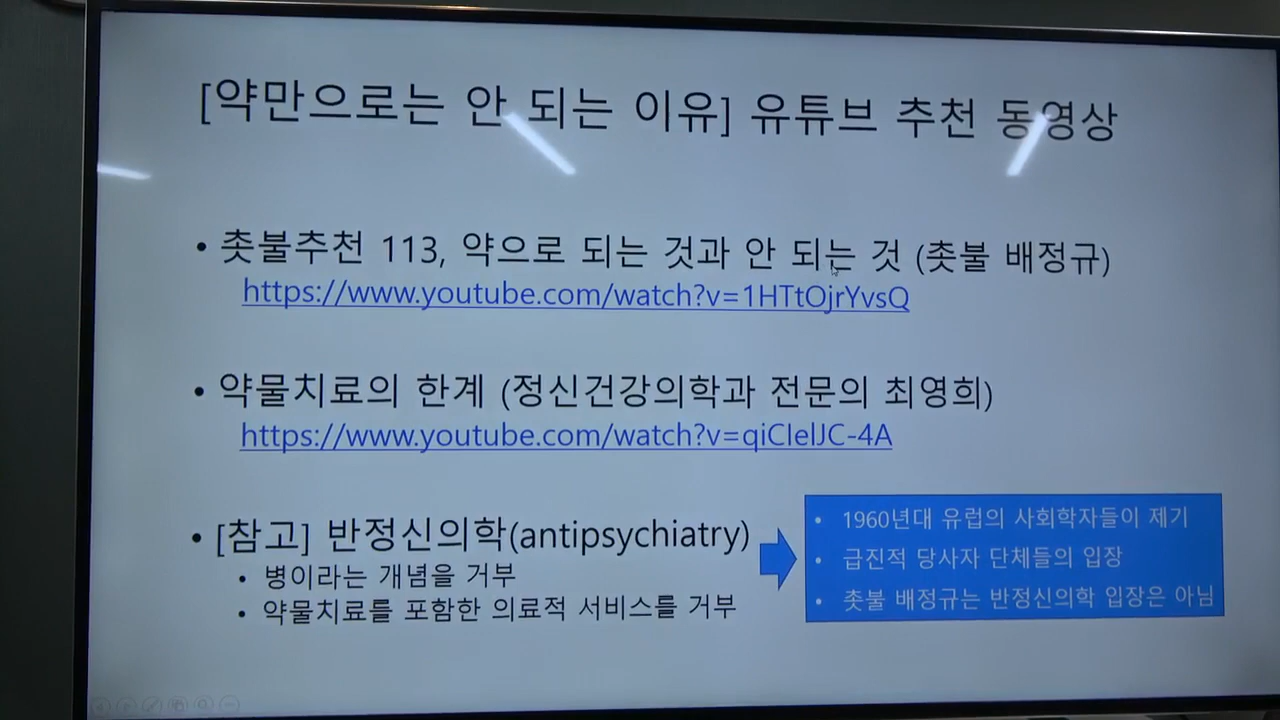 [약만으로는 안 되는 이유] 유튜브 추천 동영상
• 촛불추천 113, 약으로 되는 것과 안 되는 것 (촛불 배정규)
https://www.youtube.com/watch?v=1HTtOjrYvsQ
• 약물치료의 한계 (정신건강의학과 전문의 최영희)
https://www.youtube.com/watch?v=qiCIelJC-4A
• [참고] 반정신의학(antipsychiatry)
• 병이라는 개념을 거부
• 약물치료를 포함한 의료적 서비스를 거부
• 1960년대 유럽의 사회학자들이 제기
• 급진적 당사자 단체들의 입장
• 촛불 배정규는 반정신의학 입장은 아님